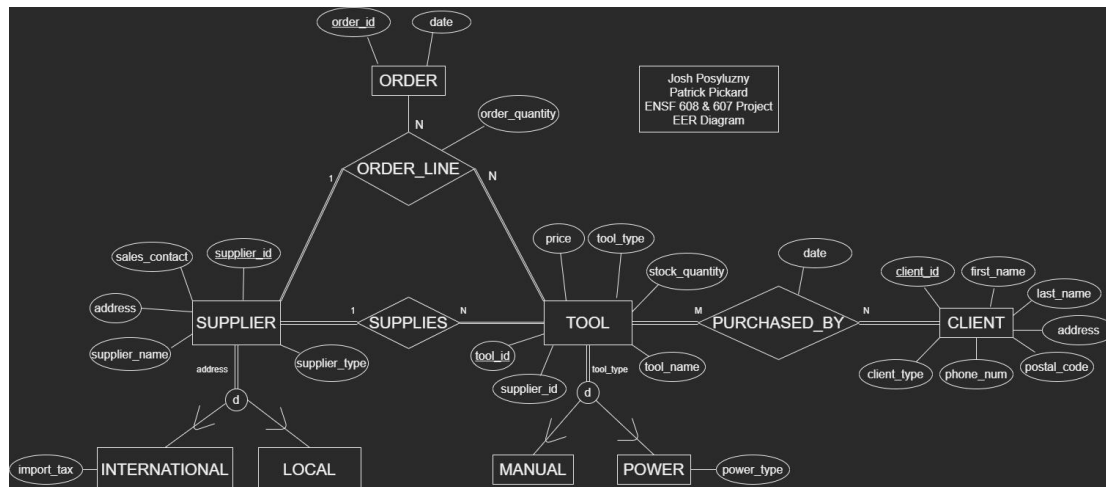 order_id
date
ORDER
Josh Posyluzny
Patrick Pickard
ENSF 608 & 607 Project
EER Diagram
N
order_quantity
ORDER_LINE
1
N
sales_contact
supplier_id
price
tool_type
date
client_id
first_name
stock_quantity
last_name
address
SUPPLIER
1
SUPPLIES
N
TOOL
M
PURCHASED_BY
N
CLIENT
address
supplier_name
supplier_type
tool_id
supplier_id
tool_name
client_type
phone_num
postal_code
address
tool_type
d
d
import_tax
INTERNATIONAL
LOCAL
MANUAL
POWER
power_type